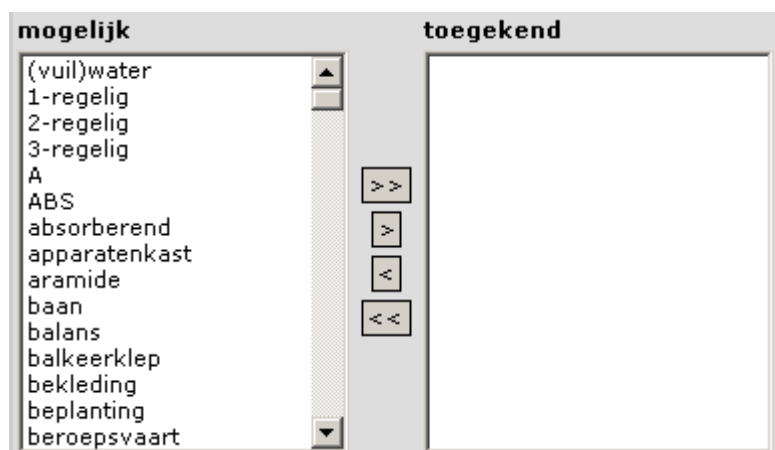 mogelijk
toegekend
(vuil)water
1-regelig
2-regelig
3-regelig
A
ABS
absorberend
apparatenkast
aramide
baan
balans
balkeerklep
bekleding
beplanting
beroepsvaart
>>
>
<
<<